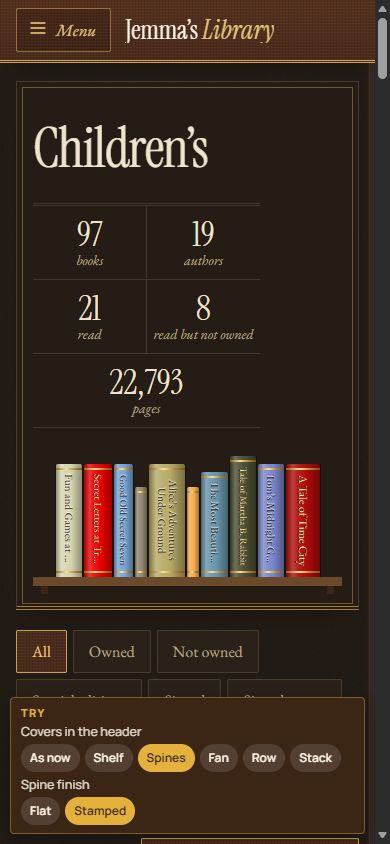 Menu
Jemma's Library
Children's
97
books
19
authors
21
read
8
read but not owned
22,793
pages
Fun and Games at ...
Secret Letters at Tr...
Good Old Secret Seven
Alice's Adventures
Under Ground
The Most Beauti...
Tale of Martha B. Rabbit
Tom's Midnight G...
A Tale of Time City
All
Owned
Not owned
TRY
Covers in the header
As now
Shelf
Spines
Fan
Row
Stack
Spine finish
Flat
Stamped